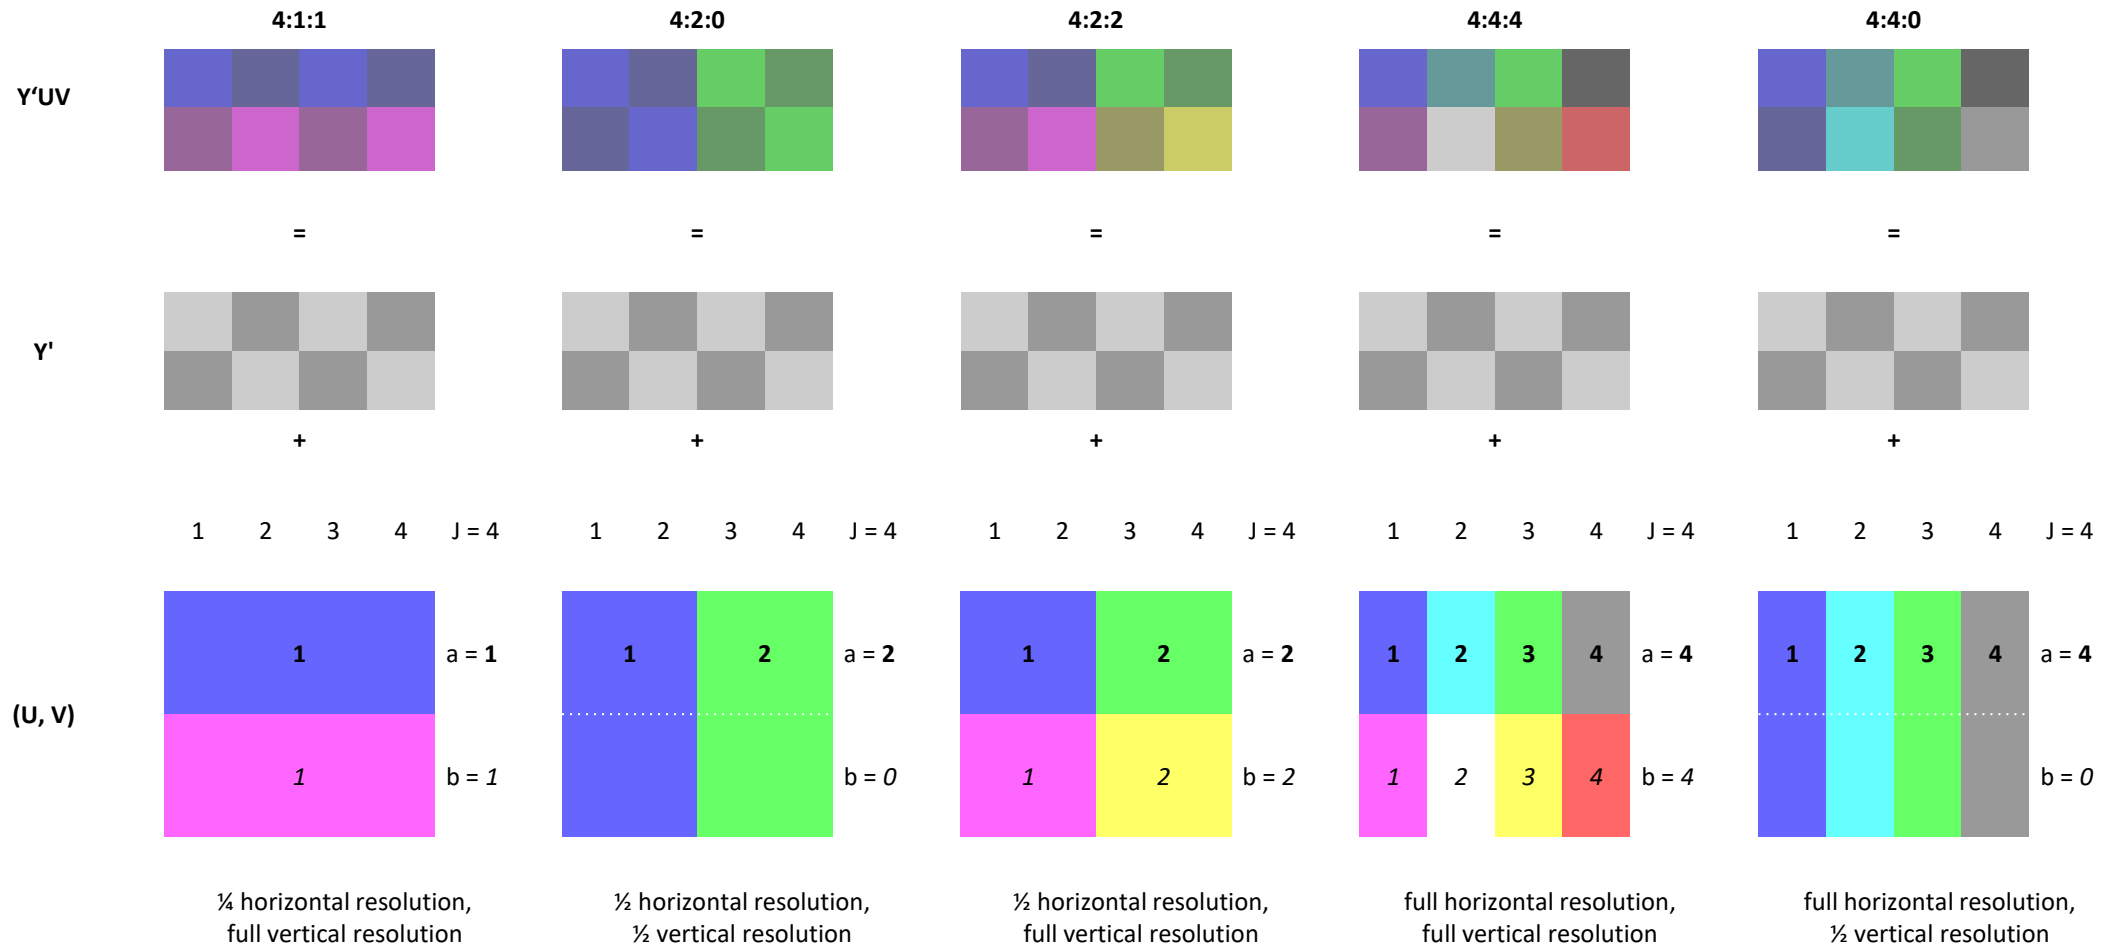 4:1:1 4:2:0 4:2:2 4:4:4 4:4:0
Y‘UV
= = = = =
Y'
+ + + + +
1 2 3 4 J = 4 1 2 3 4 J = 4 1 2 3 4 J = 4 1 2 3 4 J = 4 1 2 3 4 J = 4
1 a = 1 1 2 a = 2 1 2 a = 2 1 2 3 4 a = 4 1 2 3 4 a = 4
(U, V)
1 b = 1 b = 0 1 2 b = 2 1 2 3 4 b = 4 b = 0
¼ horizontal resolution, ½ horizontal resolution, ½ horizontal resolution, full horizontal resolution, full horizontal resolution,
full vertical resolution ½ vertical resolution full vertical resolution full vertical resolution ½ vertical resolution